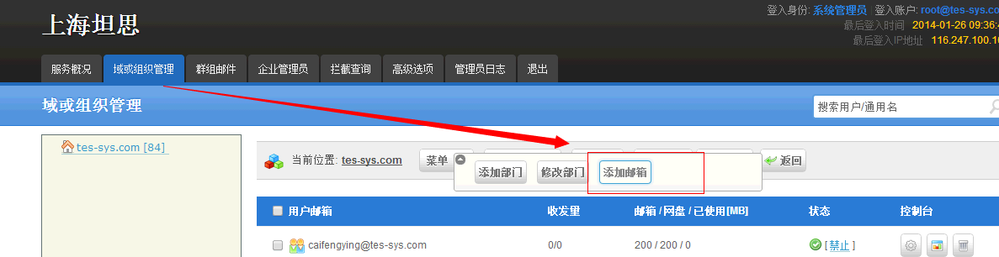 登入身份: 系统管理员 登入账户: root@tes-sys.co
上海坦思
最后登入时间 2014-01-26 09:36:4
最后登入IP地址 116.247.100.1
服务概况 域或组织管理 群组邮件 企业管理员 拦截查询 高级选项 管理员日志 退出
域或组织管理
搜索用户/通用名
tes-sys.com [84]
当前位置: tes-sys.com 菜单 返回
添加部门 修改部门 添加邮箱
用户邮箱 收发量 邮箱 / 网盘 / 已使用[MB] 状态 控制台
caifengying@tes-sys.com 0/0 200 / 200 / 0 [禁止]